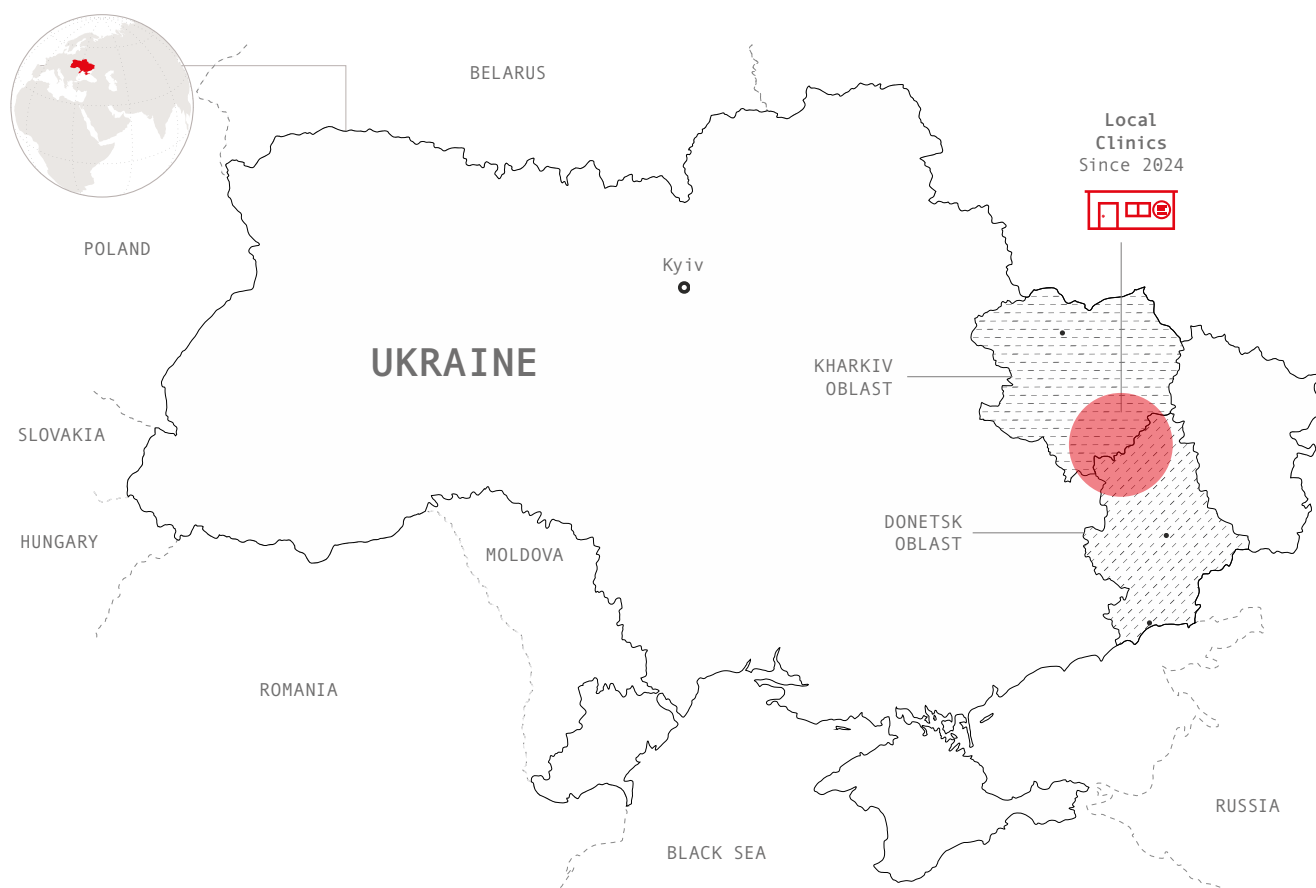 BELARUS
Local
Clinics
Since 2024
POLAND
Kyiv
UKRAINE
KHARKIV
OBLAST
SLOVAKIA
DONETSK
OBLAST
HUNGARY
MOLDOVA
ROMANIA
RUSSIA
BLACK SEA